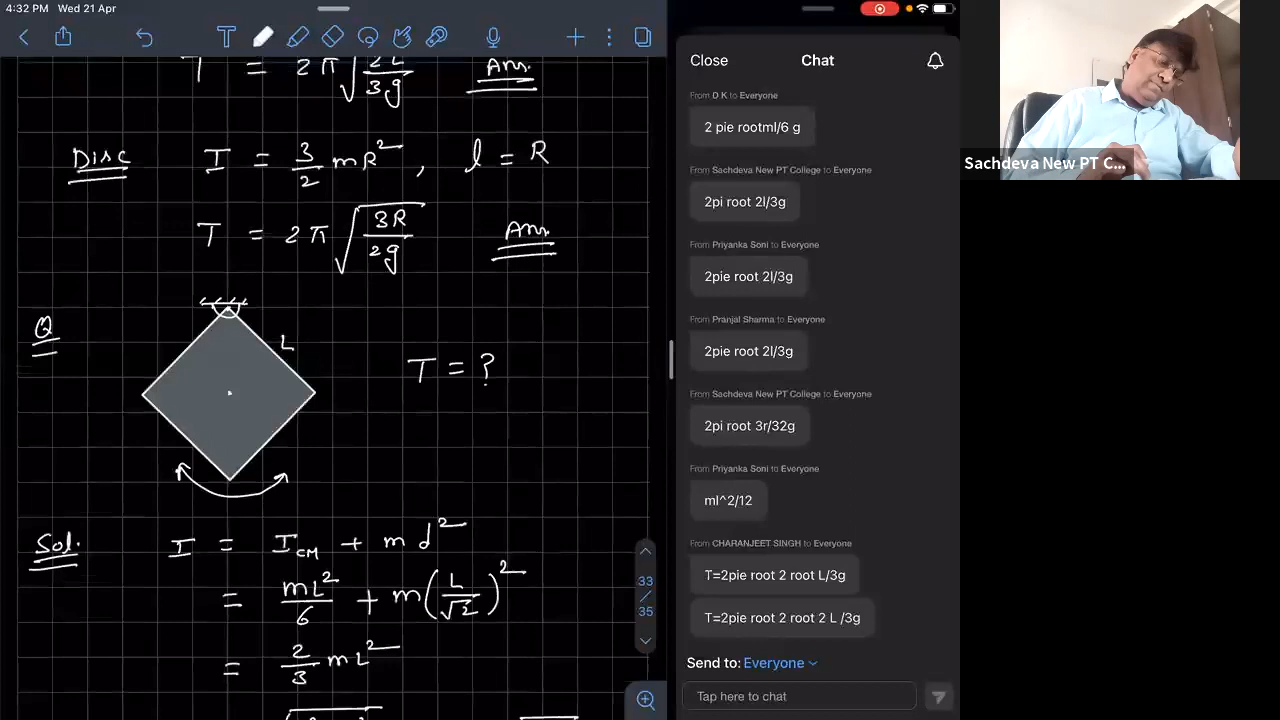 4:32 PM Wed 21 Apr
T = 2π√(2L/3g) Ans.
Disc I = 3/2 mR², l = R
T = 2π√(3R/2g) Ans.
Q
L
T = ?
Sol. I = I_CM + md²
= mL²/6 + m(L/√2)²
= 2/3 mL²
33
/
35
Close Chat
From D K to Everyone
2 pie rootml/6 g
From Sachdeva New PT College to Everyone
2pi root 2l/3g
From Priyanka Soni to Everyone
2pie root 2l/3g
From Pranjal Sharma to Everyone
2pie root 2l/3g
From Sachdeva New PT College to Everyone
2pi root 3r/32g
From Priyanka Soni to Everyone
ml^2/12
From CHARANJEET SINGH to Everyone
T=2pie root 2 root L/3g
T=2pie root 2 root 2 L /3g
Send to: Everyone
Tap here to chat
Sachdeva New PT C...